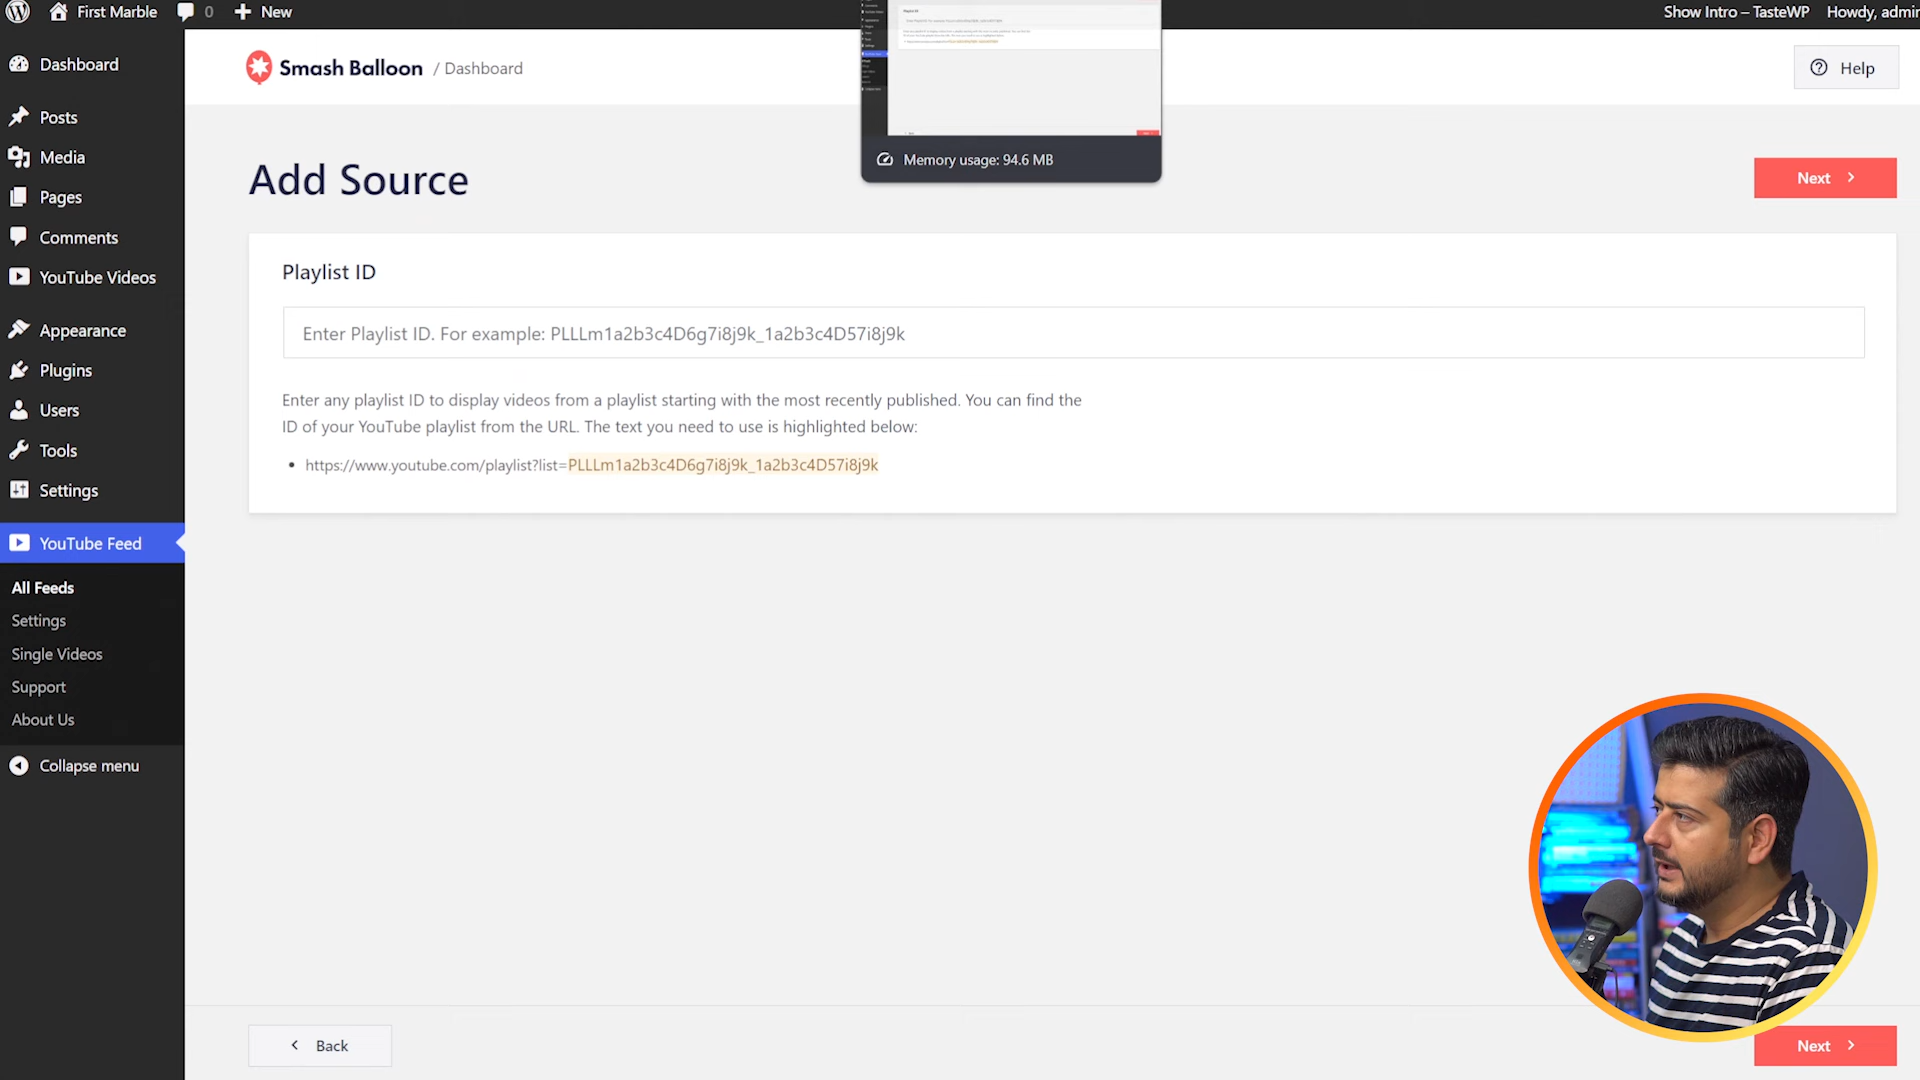 First Marble
0
New
Show Intro – TasteWP
Howdy, admin
Dashboard
Posts
Media
Pages
Comments
YouTube Videos
Appearance
Plugins
Users
Tools
Settings
YouTube Feed
All Feeds
Settings
Single Videos
Support
About Us
Collapse menu
Smash Balloon / Dashboard
Help
Memory usage: 94.6 MB
Add Source
Next
Playlist ID
Enter Playlist ID. For example: PLLLm1a2b3c4D6g7i8j9k_1a2b3c4D57i8j9k
Enter any playlist ID to display videos from a playlist starting with the most recently published. You can find the
ID of your YouTube playlist from the URL. The text you need to use is highlighted below:
• https://www.youtube.com/playlist?list=PLLLm1a2b3c4D6g7i8j9k_1a2b3c4D57i8j9k
Back
Next